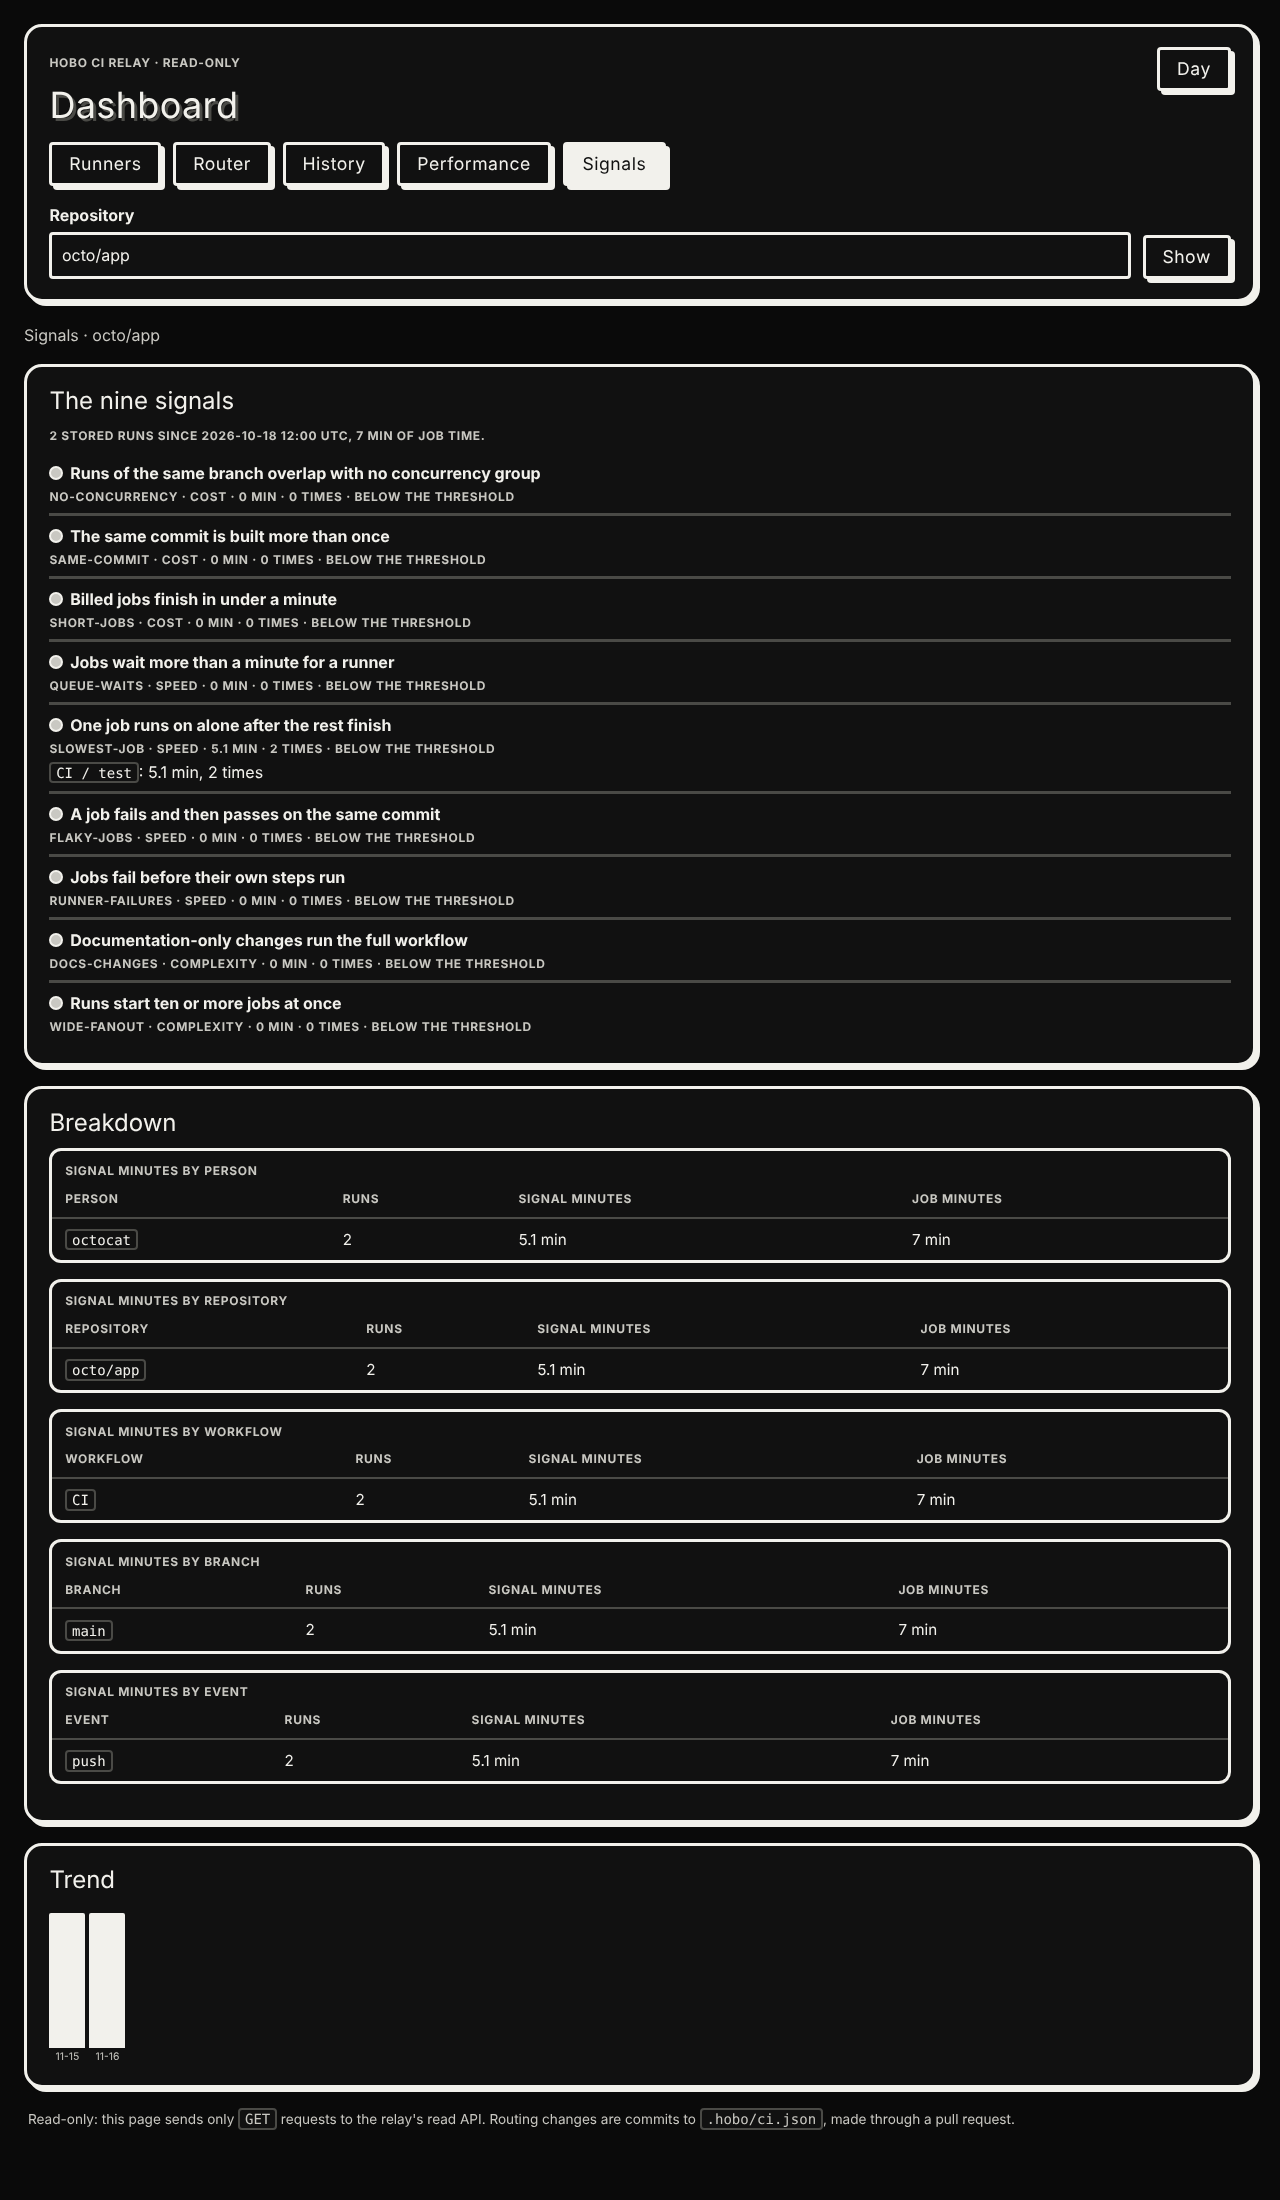 HOBO CI RELAY · READ-ONLY
Day
Dashboard
Runners
Router
History
Performance
Signals
Repository
octo/app
Show
Signals · octo/app
The nine signals
2 STORED RUNS SINCE 2026-10-18 12:00 UTC, 7 MIN OF JOB TIME.
Runs of the same branch overlap with no concurrency group
NO-CONCURRENCY · COST · 0 MIN · 0 TIMES · BELOW THE THRESHOLD
The same commit is built more than once
SAME-COMMIT · COST · 0 MIN · 0 TIMES · BELOW THE THRESHOLD
Billed jobs finish in under a minute
SHORT-JOBS · COST · 0 MIN · 0 TIMES · BELOW THE THRESHOLD
Jobs wait more than a minute for a runner
QUEUE-WAITS · SPEED · 0 MIN · 0 TIMES · BELOW THE THRESHOLD
One job runs on alone after the rest finish
SLOWEST-JOB · SPEED · 5.1 MIN · 2 TIMES · BELOW THE THRESHOLD
CI / test: 5.1 min, 2 times
A job fails and then passes on the same commit
FLAKY-JOBS · SPEED · 0 MIN · 0 TIMES · BELOW THE THRESHOLD
Jobs fail before their own steps run
RUNNER-FAILURES · SPEED · 0 MIN · 0 TIMES · BELOW THE THRESHOLD
Documentation-only changes run the full workflow
DOCS-CHANGES · COMPLEXITY · 0 MIN · 0 TIMES · BELOW THE THRESHOLD
Runs start ten or more jobs at once
WIDE-FANOUT · COMPLEXITY · 0 MIN · 0 TIMES · BELOW THE THRESHOLD
Breakdown
SIGNAL MINUTES BY PERSON
PERSON RUNS SIGNAL MINUTES JOB MINUTES
octocat 2 5.1 min 7 min
SIGNAL MINUTES BY REPOSITORY
REPOSITORY RUNS SIGNAL MINUTES JOB MINUTES
octo/app 2 5.1 min 7 min
SIGNAL MINUTES BY WORKFLOW
WORKFLOW RUNS SIGNAL MINUTES JOB MINUTES
CI 2 5.1 min 7 min
SIGNAL MINUTES BY BRANCH
BRANCH RUNS SIGNAL MINUTES JOB MINUTES
main 2 5.1 min 7 min
SIGNAL MINUTES BY EVENT
EVENT RUNS SIGNAL MINUTES JOB MINUTES
push 2 5.1 min 7 min
Trend
11-15 11-16
Read-only: this page sends only GET requests to the relay's read API. Routing changes are commits to .hobo/ci.json, made through a pull request.